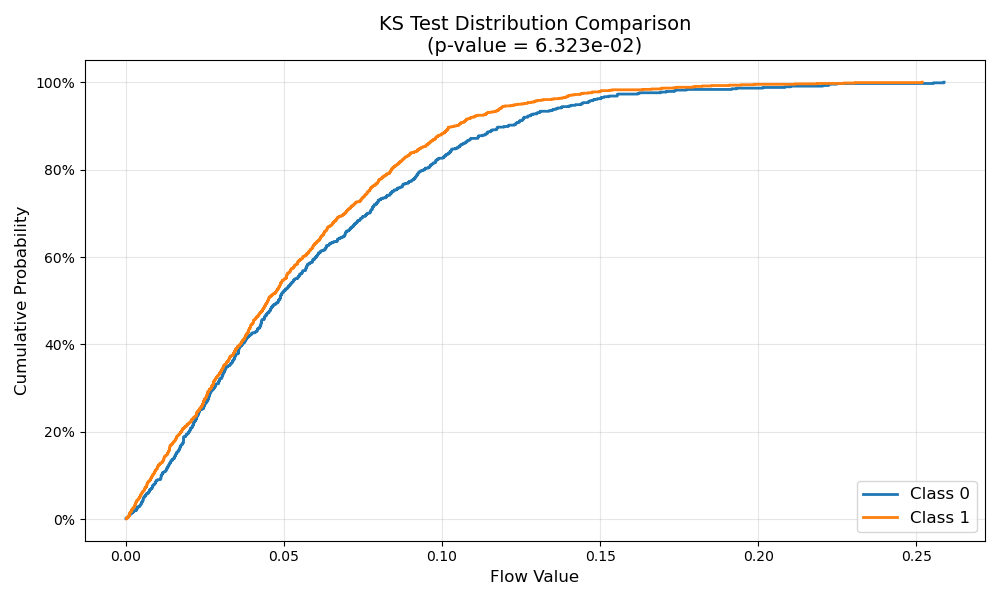 KS Test Distribution Comparison
(p-value = 6.323e-02)
Cumulative Probability
100%
80%
60%
40%
20%
0%
0.00
0.05
0.10
0.15
0.20
0.25
Flow Value
Class 0
Class 1